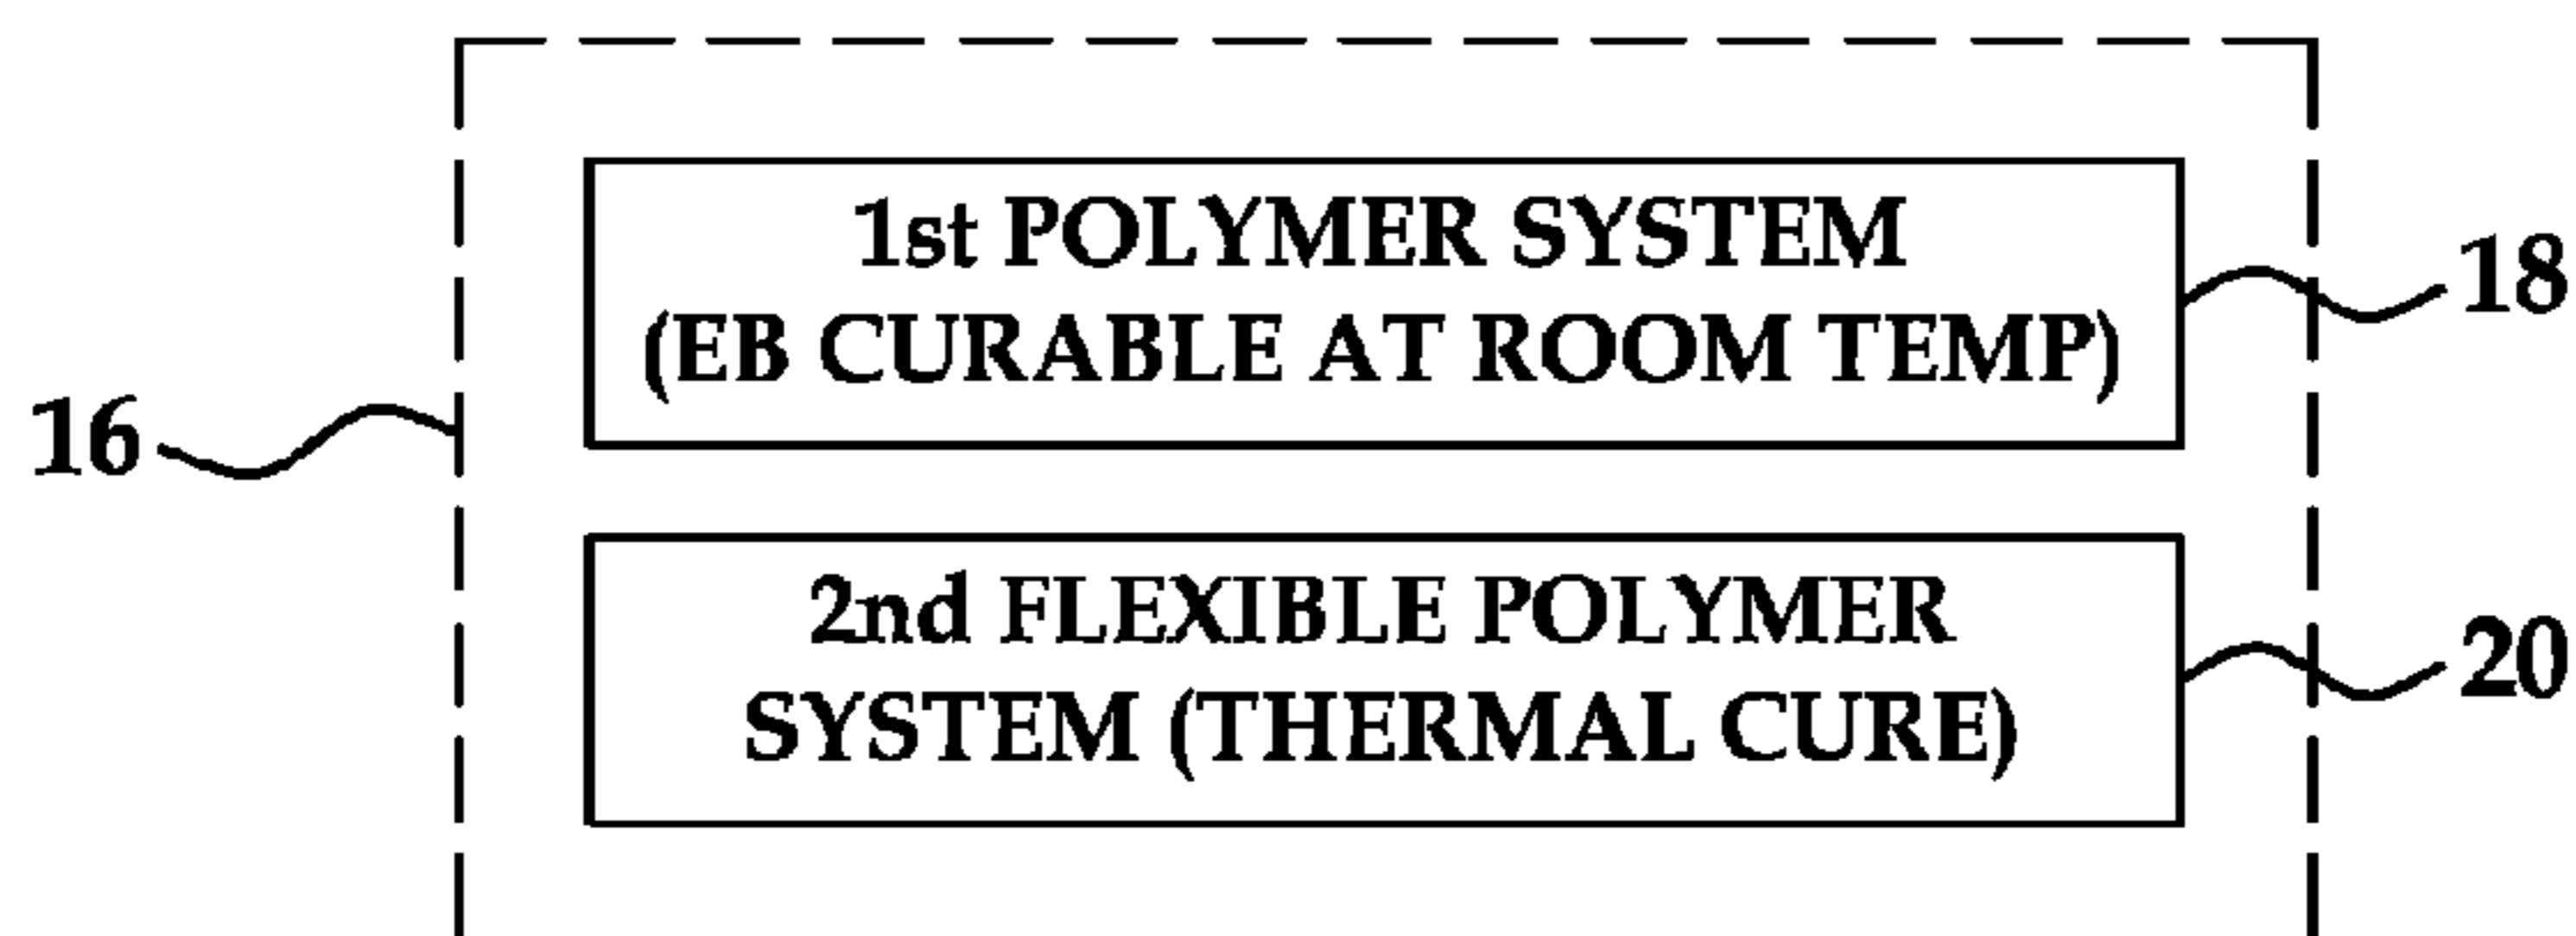 1st POLYMER SYSTEM
(EB CURABLE AT ROOM TEMP)
18
16
2nd FLEXIBLE POLYMER
SYSTEM (THERMAL CURE)
20